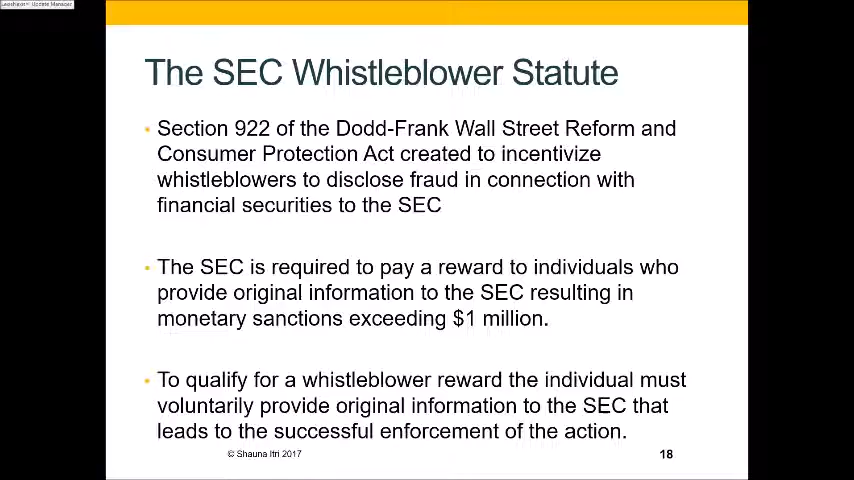 The SEC Whistleblower Statute
• Section 922 of the Dodd-Frank Wall Street Reform and
Consumer Protection Act created to incentivize
whistleblowers to disclose fraud in connection with
financial securities to the SEC
• The SEC is required to pay a reward to individuals who
provide original information to the SEC resulting in
monetary sanctions exceeding $1 million.
• To qualify for a whistleblower reward the individual must
voluntarily provide original information to the SEC that
leads to the successful enforcement of the action.
© Shauna Itri 2017
18